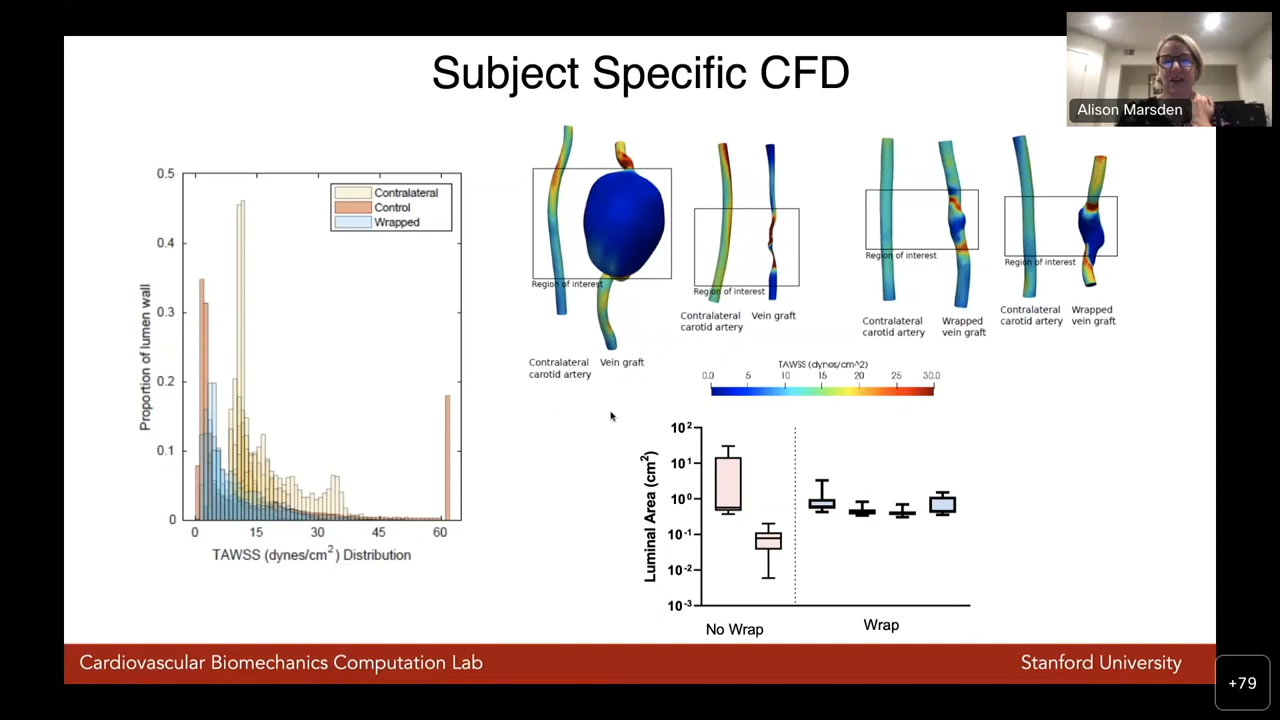 Subject Specific CFD
Alison Marsden
0.5
0.4
0.3
0.2
0.1
0
Proportion of lumen wall
Contralateral
Control
Wrapped
0
15
30
45
60
TAWSS (dynes/cm2) Distribution
Region of interest
Contralateral
carotid artery
Vein graft
Region of interest
Contralateral
carotid artery
Vein graft
Region of interest
Contralateral
carotid artery
Wrapped
vein graft
Region of interest
Contralateral
carotid artery
Wrapped
vein graft
TAWSS (dynes/cm^2)
0.0
5
10
15
20
25
30.0
Luminal Area (cm2)
102
101
100
10-1
10-2
10-3
No Wrap
Wrap
Cardiovascular Biomechanics Computation Lab
Stanford University
+79